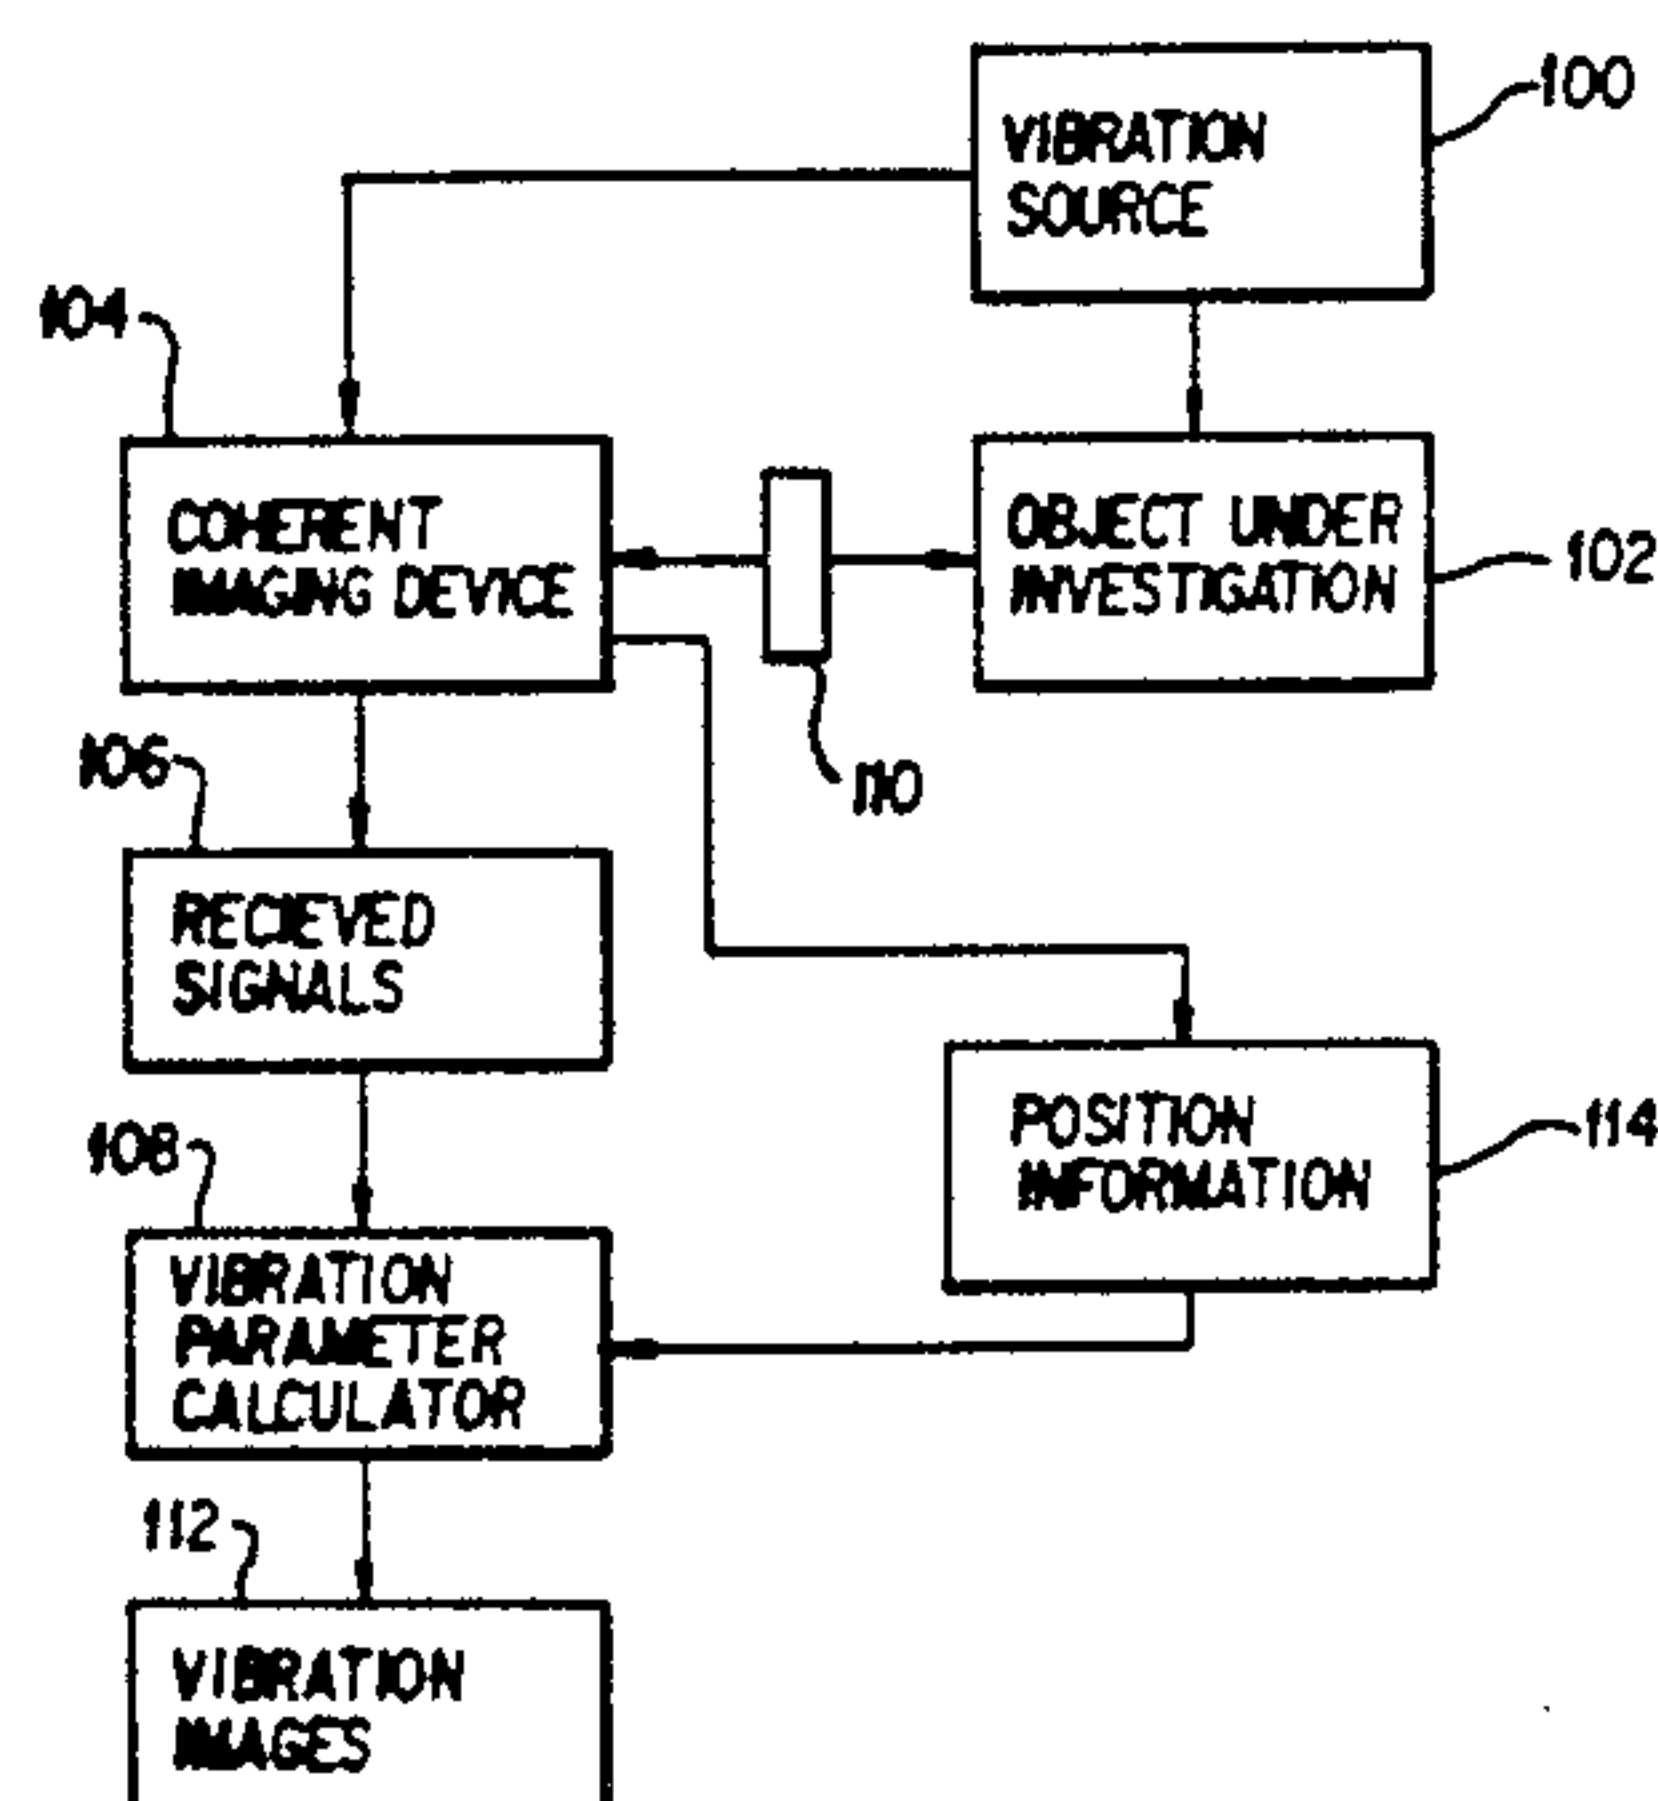 100
VIBRATION
SOURCE
104
COHERENT
IMAGING DEVICE
OBJECT UNDER
INVESTIGATION
102
110
106
RECIEVED
SIGNALS
108
POSITION
INFORMATION
114
VIBRATION
PARAMETER
CALCULATOR
112
VIBRATION
IMAGES